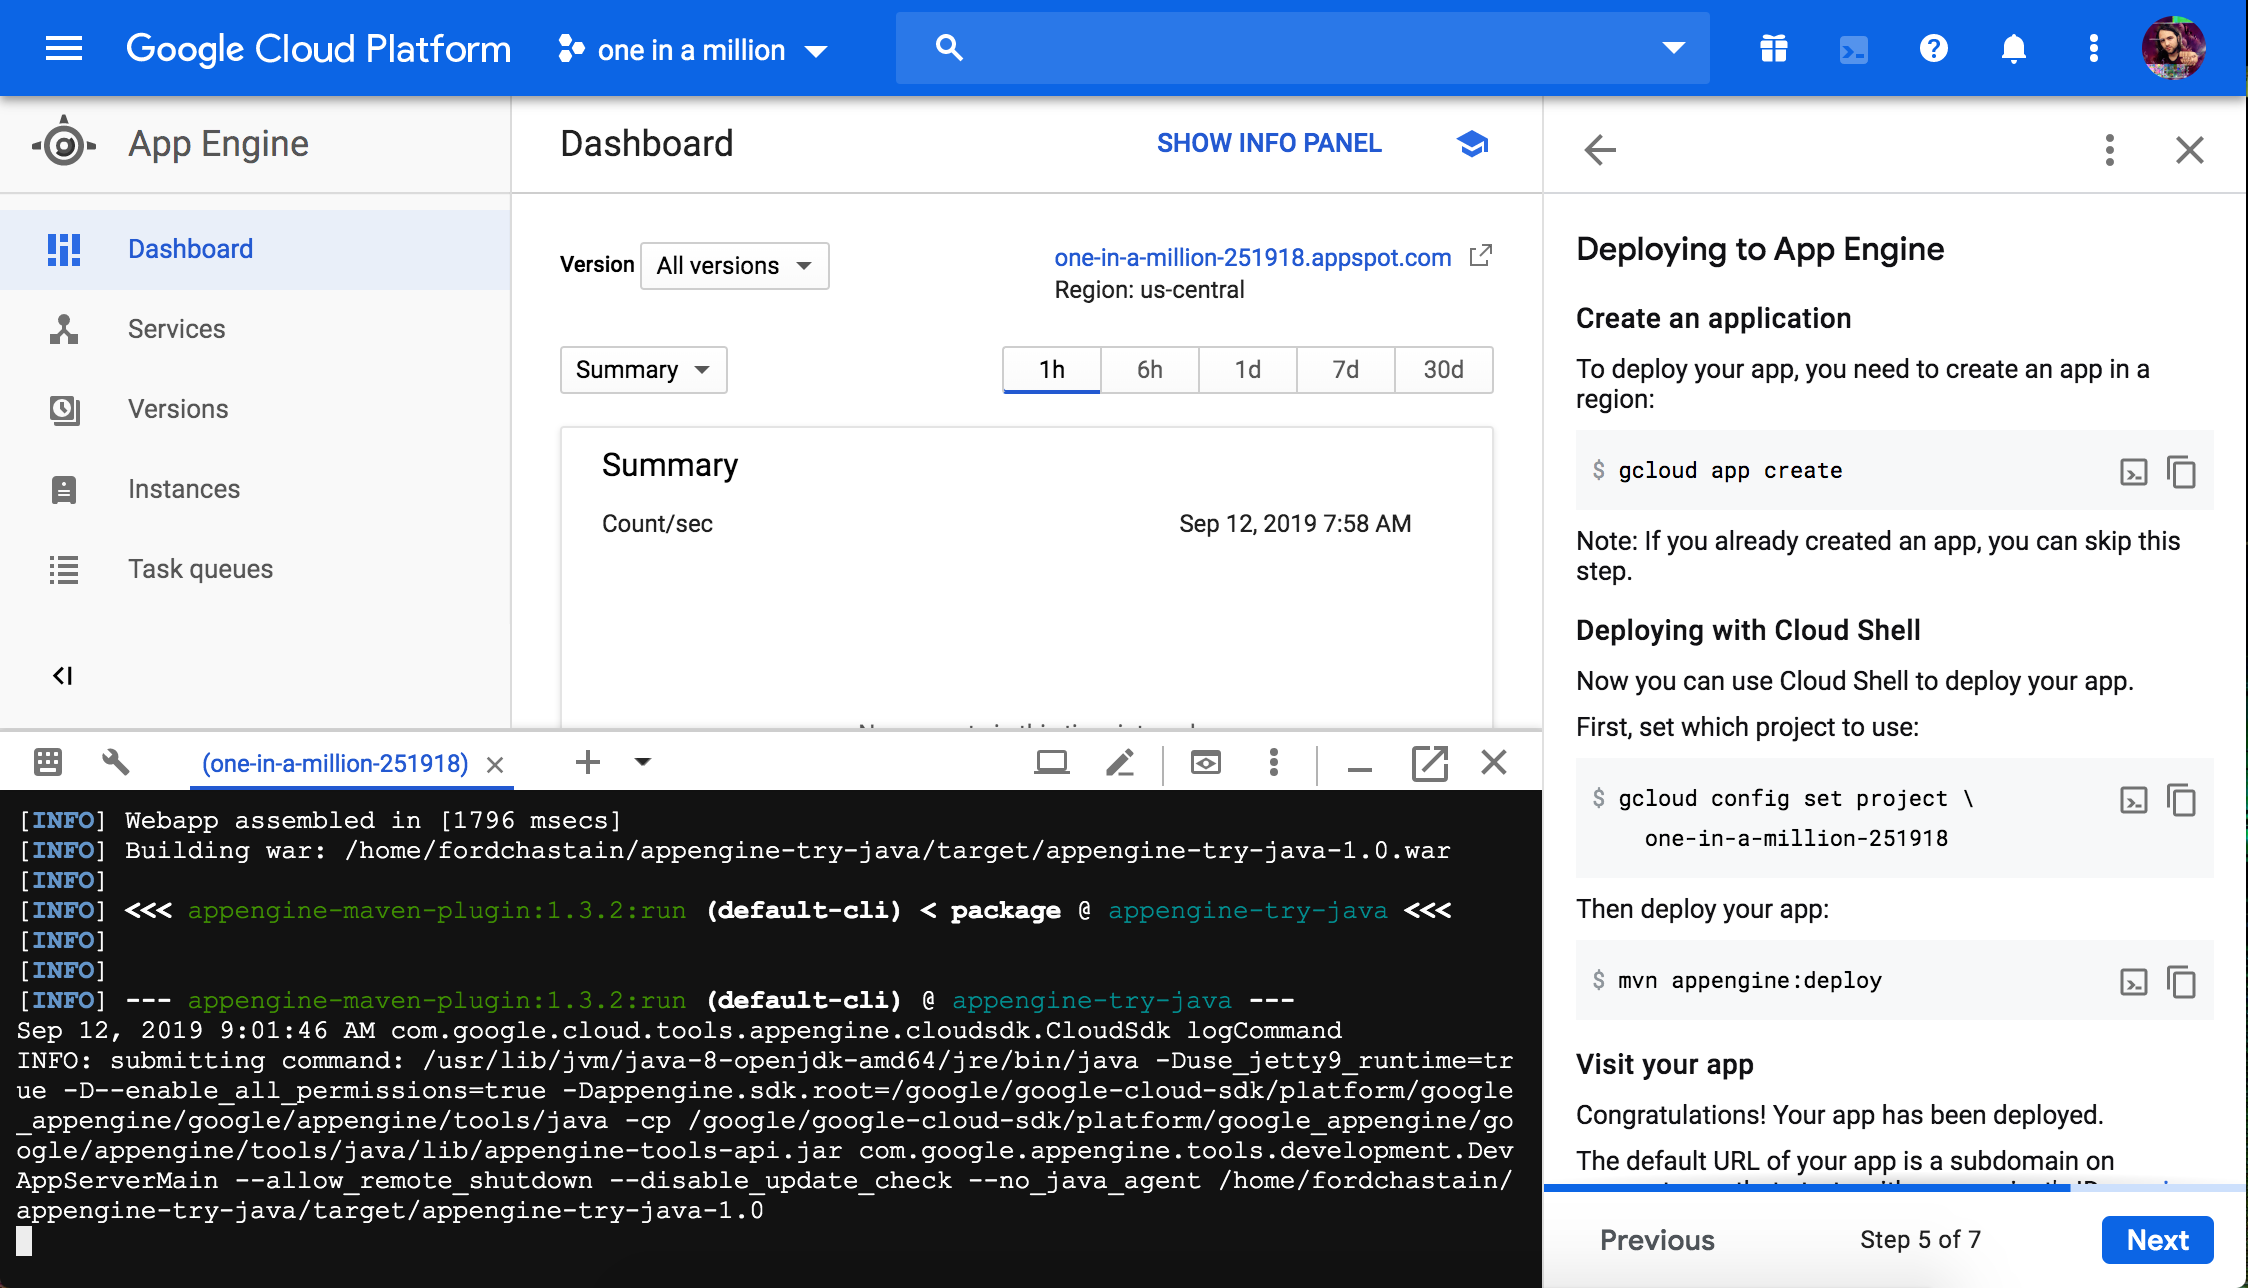 Google Cloud Platform
one in a million
App Engine
Dashboard
Services
Versions
Instances
Task queues
Dashboard
SHOW INFO PANEL
Version
All versions
one-in-a-million-251918.appspot.com
Region: us-central
Summary
1h 6h 1d 7d 30d
Summary
Count/sec
Sep 12, 2019 7:58 AM
(one-in-a-million-251918)
[INFO] Webapp assembled in [1796 msecs]
[INFO] Building war: /home/fordchastain/appengine-try-java/target/appengine-try-java-1.0.war
[INFO]
[INFO] <<< appengine-maven-plugin:1.3.2:run (default-cli) < package @ appengine-try-java <<<
[INFO]
[INFO]
[INFO] --- appengine-maven-plugin:1.3.2:run (default-cli) @ appengine-try-java ---
Sep 12, 2019 9:01:46 AM com.google.cloud.tools.appengine.cloudsdk.CloudSdk logCommand
INFO: submitting command: /usr/lib/jvm/java-8-openjdk-amd64/jre/bin/java -Duse_jetty9_runtime=tr
ue -D--enable_all_permissions=true -Dappengine.sdk.root=/google/google-cloud-sdk/platform/google
_appengine/google/appengine/tools/java -cp /google/google-cloud-sdk/platform/google_appengine/go
ogle/appengine/tools/java/lib/appengine-tools-api.jar com.google.appengine.tools.development.Dev
AppServerMain --allow_remote_shutdown --disable_update_check --no_java_agent /home/fordchastain/
appengine-try-java/target/appengine-try-java-1.0
Deploying to App Engine
Create an application
To deploy your app, you need to create an app in a
region:
$ gcloud app create
Note: If you already created an app, you can skip this
step.
Deploying with Cloud Shell
Now you can use Cloud Shell to deploy your app.
First, set which project to use:
$ gcloud config set project \
one-in-a-million-251918
Then deploy your app:
$ mvn appengine:deploy
Visit your app
Congratulations! Your app has been deployed.
The default URL of your app is a subdomain on
Previous
Step 5 of 7
Next